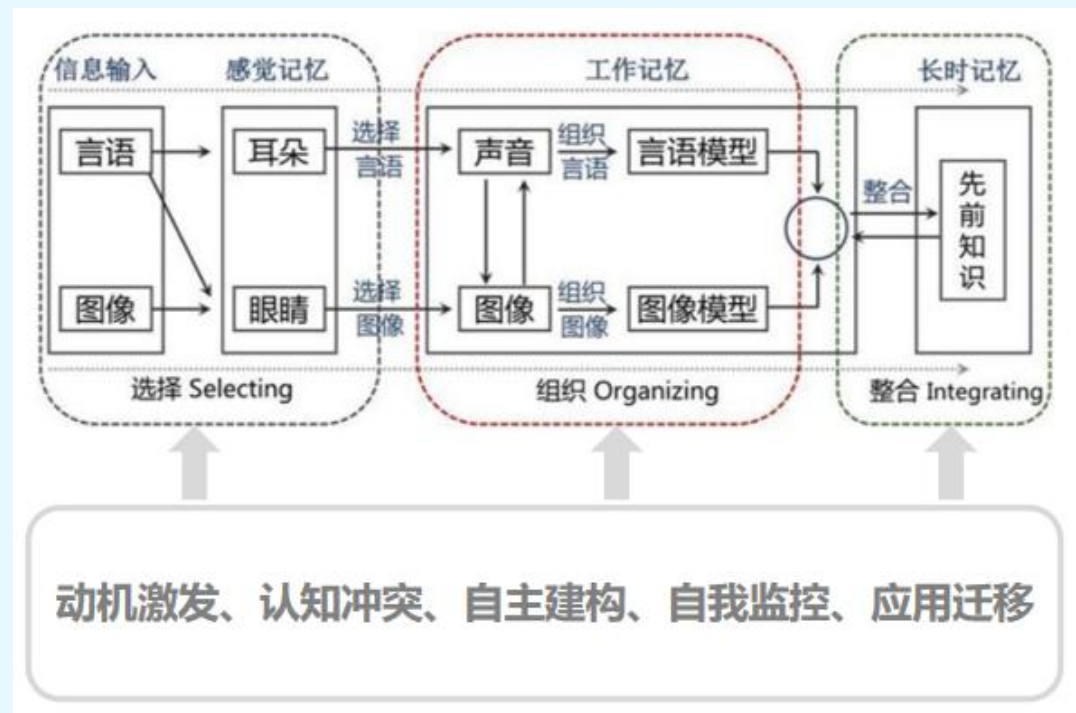 信息输入 感觉记忆 工作记忆 长时记忆
言语 耳朵 选择 言语 声音 组织 言语 言语模型
整合
先前知识
图像 眼睛 选择 图像 图像 组织 图像 图像模型
选择 Selecting 组织 Organizing 整合 Integrating
动机激发、认知冲突、自主建构、自我监控、应用迁移